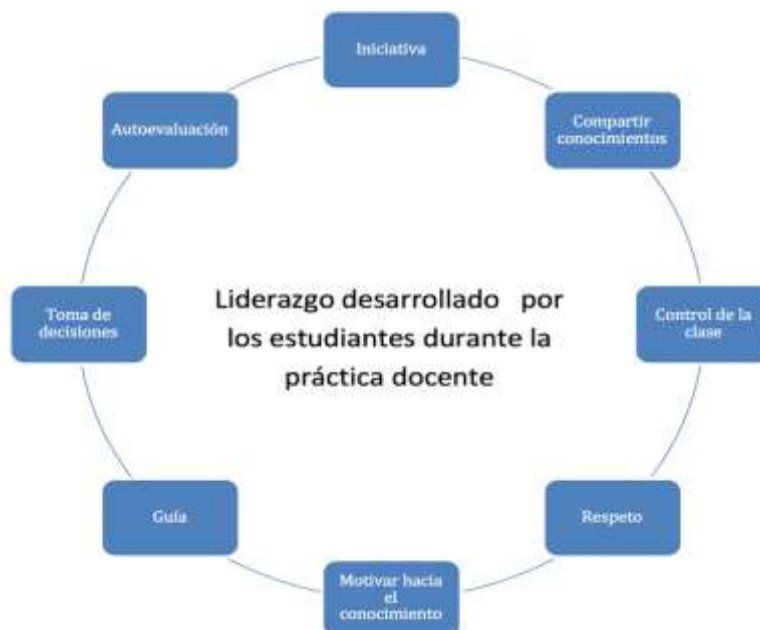 Iniciativa
Compartir
conocimientos
Control de la
clase
Respeto
Motivar hacia
el
conocimiento
Guía
Toma de
decisiones
Autoevaluación
Liderazgo desarrollado por
los estudiantes durante la
práctica docente